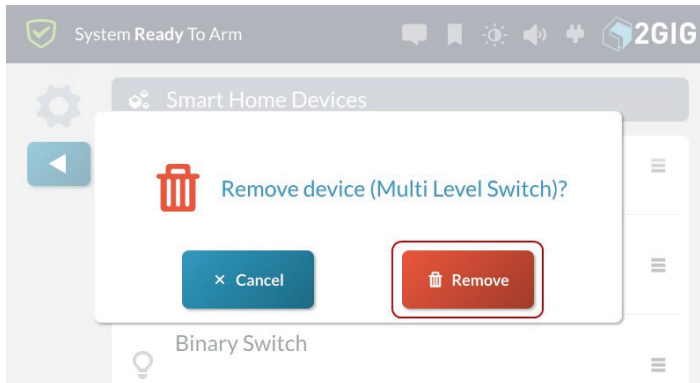 System Ready To Arm
2GIG
Smart Home Devices
Remove device (Multi Level Switch)?
× Cancel
Remove
Binary Switch